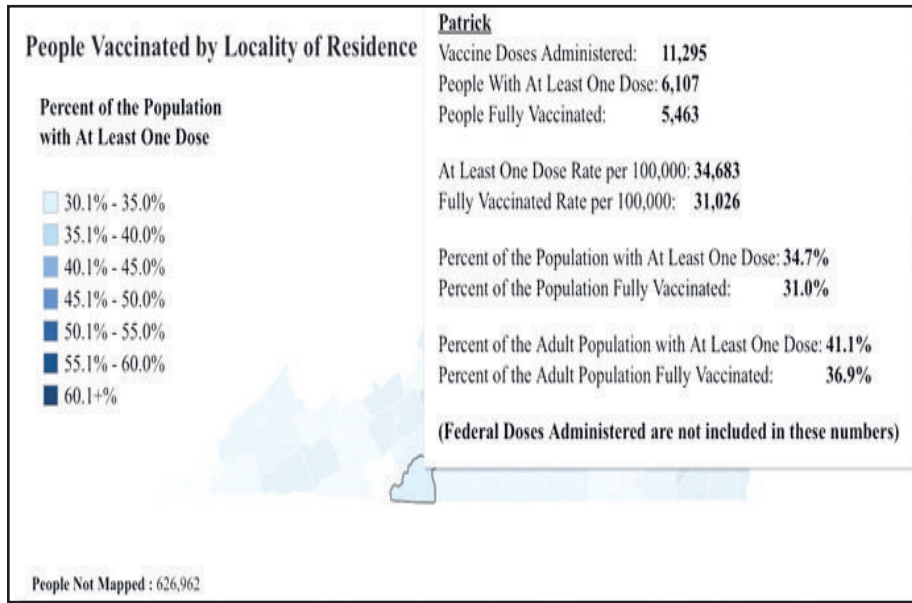 People Vaccinated by Locality of Residence
Percent of the Population
with At Least One Dose
30.1% - 35.0%
35.1% - 40.0%
40.1% - 45.0%
45.1% - 50.0%
50.1% - 55.0%
55.1% - 60.0%
60.1+%
Patrick
Vaccine Doses Administered: 11,295
People With At Least One Dose: 6,107
People Fully Vaccinated: 5,463
At Least One Dose Rate per 100,000: 34,683
Fully Vaccinated Rate per 100,000: 31,026
Percent of the Population with At Least One Dose: 34.7%
Percent of the Population Fully Vaccinated: 31.0%
Percent of the Adult Population with At Least One Dose: 41.1%
Percent of the Adult Population Fully Vaccinated: 36.9%
(Federal Doses Administered are not included in these numbers)
People Not Mapped : 626,962